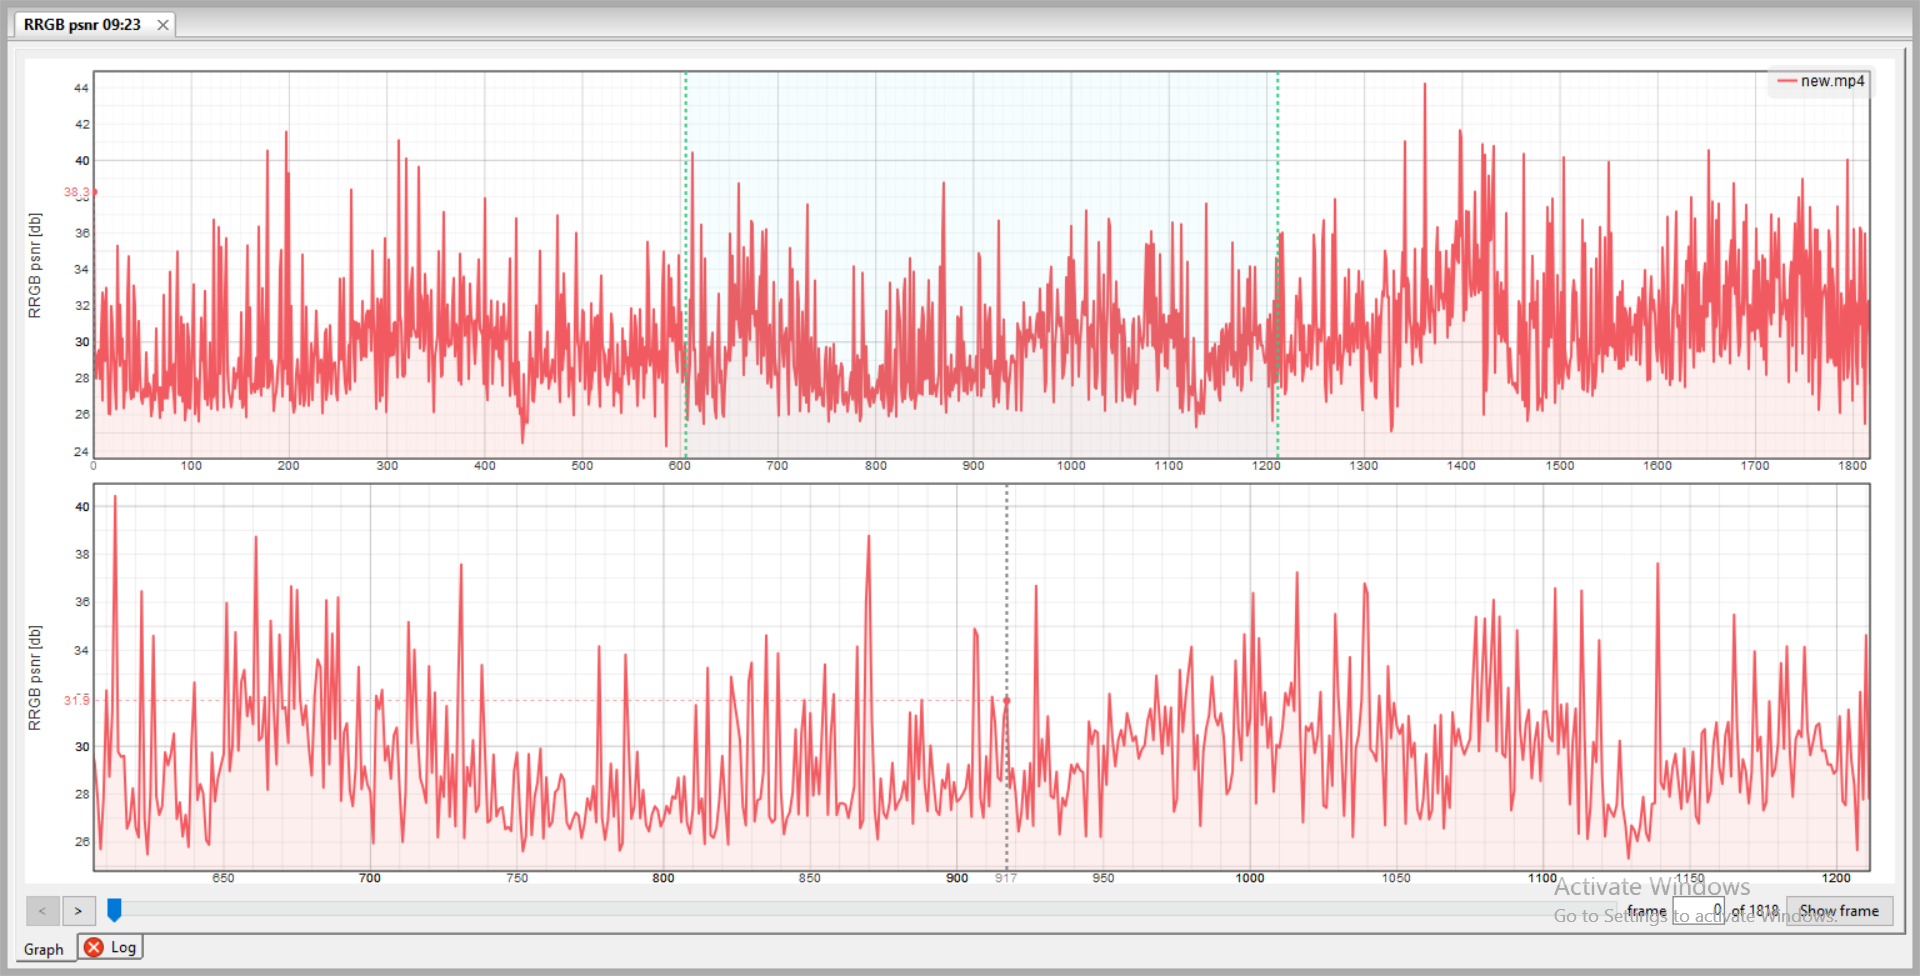 RRGB psnr 09:23
new.mp4
44
42
40
38.3
36
34
32
30
28
26
24
RRGB psnr [db]
0 100 200 300 400 500 600 700 800 900 1000 1100 1200 1300 1400 1500 1600 1700 1800
40
38
36
34
31.9
30
28
26
RRGB psnr [db]
650 700 750 800 850 900 917 950 1000 1050 1100 1150 1200
Activate Windows
Go to Settings to activate Windows.
< > frame 0 of 1818 Show frame
Graph Log